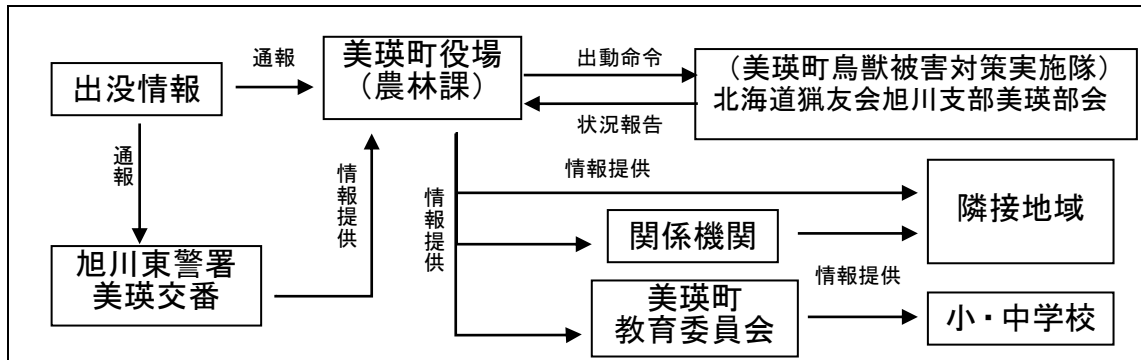 出没情報
通報
美瑛町役場
（農林課）
出動命令
状況報告
（美瑛町鳥獣被害対策実施隊）
北海道猟友会旭川支部美瑛部会
通報
情報提供
情報提供
情報提供
隣接地域
関係機関
旭川東警署
美瑛交番
美瑛町
教育委員会
情報提供
小・中学校